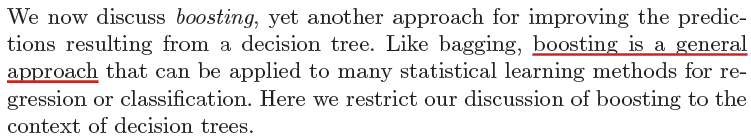 We now discuss boosting, yet another approach for improving the predic-
tions resulting from a decision tree. Like bagging, boosting is a general
approach that can be applied to many statistical learning methods for re-
gression or classification. Here we restrict our discussion of boosting to the
context of decision trees.